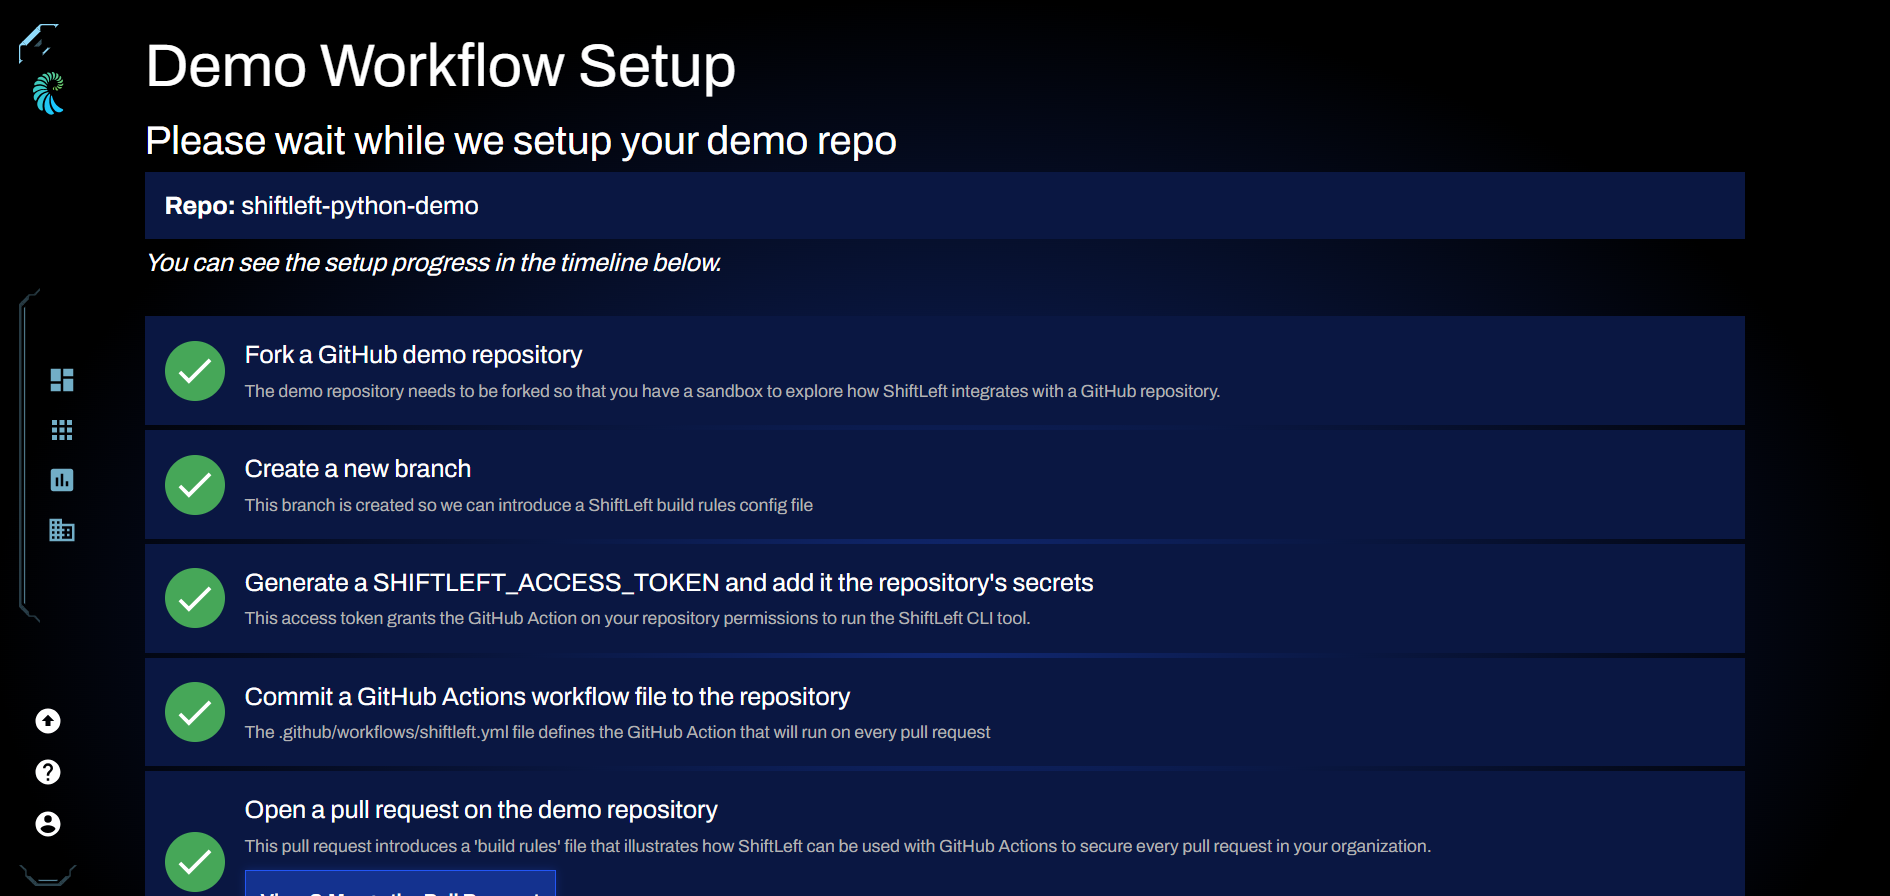 Demo Workflow Setup
Please wait while we setup your demo repo
Repo: shiftleft-python-demo
You can see the setup progress in the timeline below.
Fork a GitHub demo repository
The demo repository needs to be forked so that you have a sandbox to explore how ShiftLeft integrates with a GitHub repository.
Create a new branch
This branch is created so we can introduce a ShiftLeft build rules config file
Generate a SHIFTLEFT_ACCESS_TOKEN and add it the repository's secrets
This access token grants the GitHub Action on your repository permissions to run the ShiftLeft CLI tool.
Commit a GitHub Actions workflow file to the repository
The .github/workflows/shiftleft.yml file defines the GitHub Action that will run on every pull request
Open a pull request on the demo repository
This pull request introduces a 'build rules' file that illustrates how ShiftLeft can be used with GitHub Actions to secure every pull request in your organization.